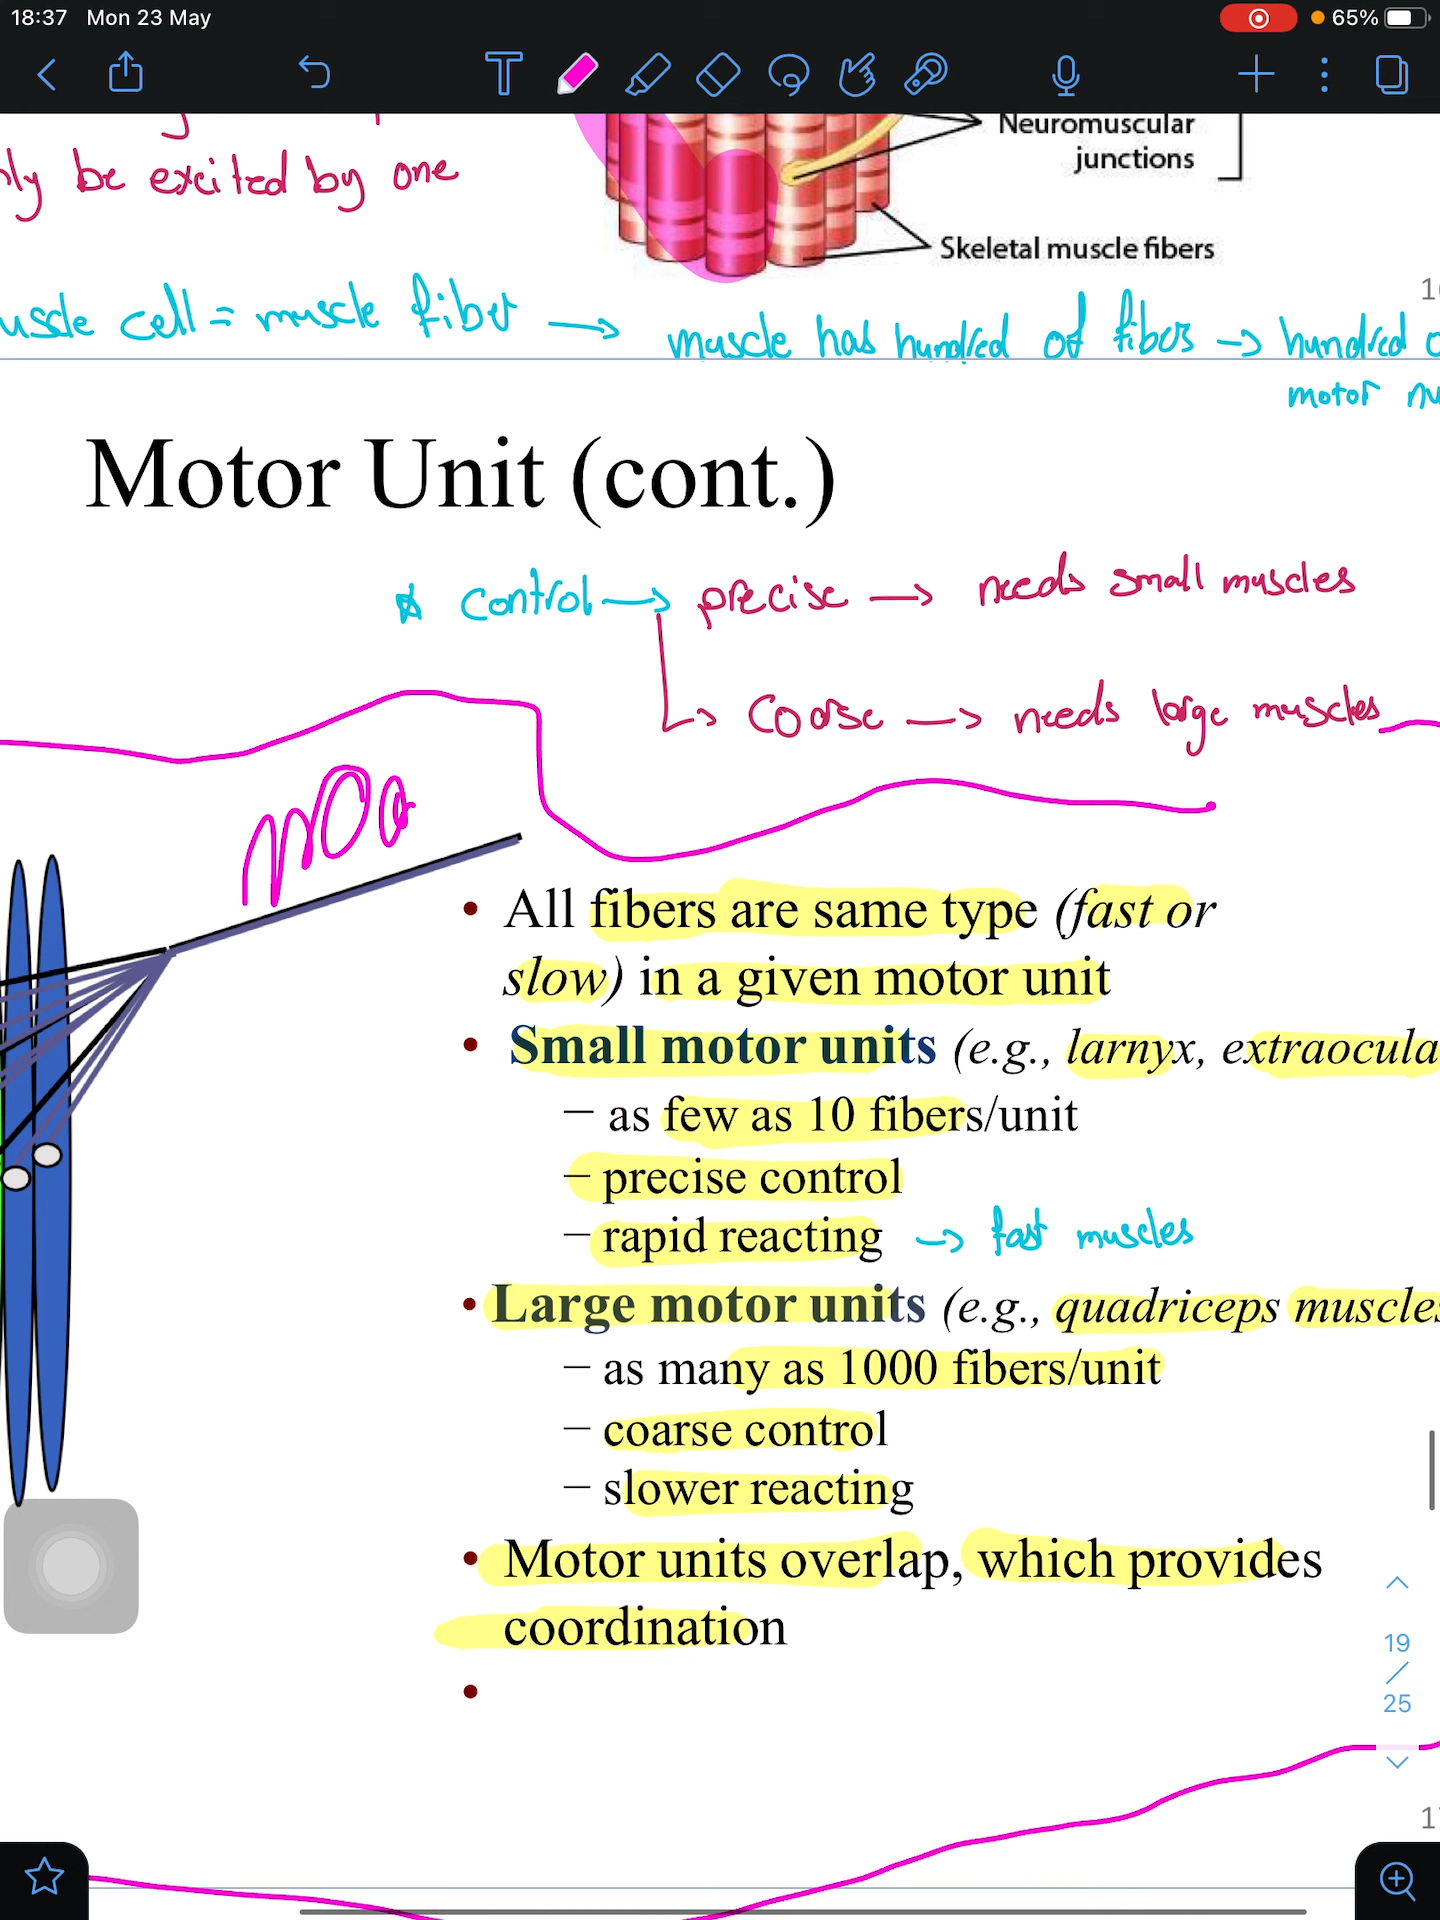 18:37 Mon 23 May
65%
Neuromuscular
junctions
be excited by one
Skeletal muscle fibers
cell = muscle fiber → muscle has hundred of fibers → hundred
motor
Motor Unit (cont.)
control → precise → needs small muscles
↳ Coarse → needs large muscles
• All fibers are same type (fast or
slow) in a given motor unit
• Small motor units (e.g., larnyx, extraocula
– as few as 10 fibers/unit
– precise control
– rapid reacting → fast muscles
• Large motor units (e.g., quadriceps muscles
– as many as 1000 fibers/unit
– coarse control
– slower reacting
• Motor units overlap, which provides
coordination
•
19
/
25